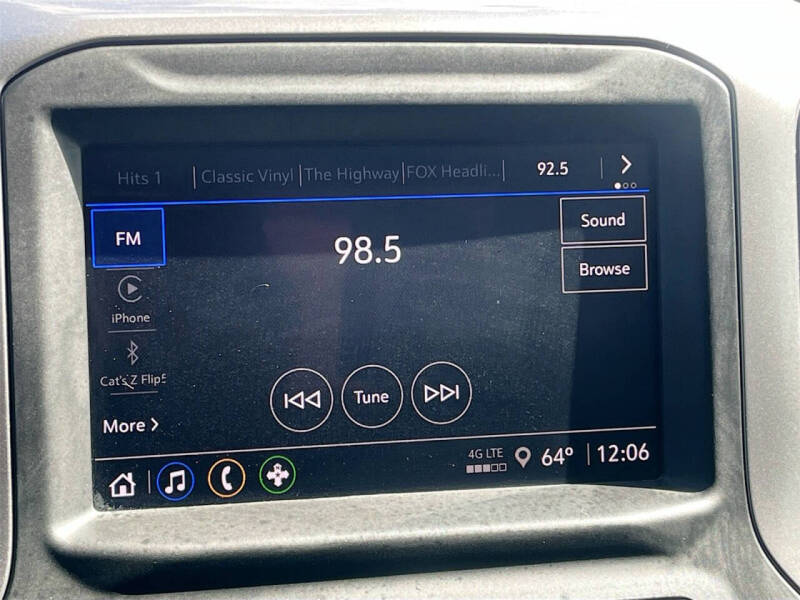 Hits 1 Classic Vinyl The Highway FOX Headli... 92.5
FM
98.5
Sound
Browse
iPhone
Cat's Z Flip5
Tune
More
4G LTE
64° 12:06